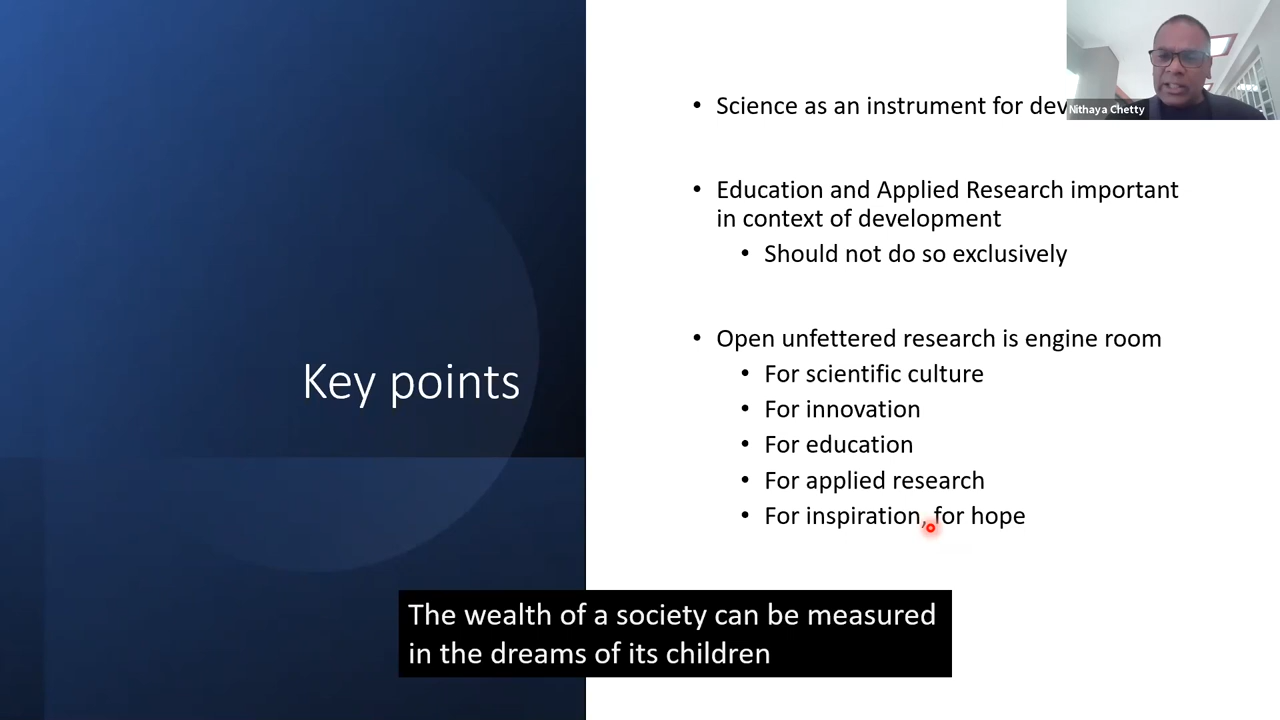 Key points
• Science as an instrument for dev
Nithaya Chetty
• Education and Applied Research important
in context of development
• Should not do so exclusively
• Open unfettered research is engine room
• For scientific culture
• For innovation
• For education
• For applied research
• For inspiration, for hope
The wealth of a society can be measured
in the dreams of its children